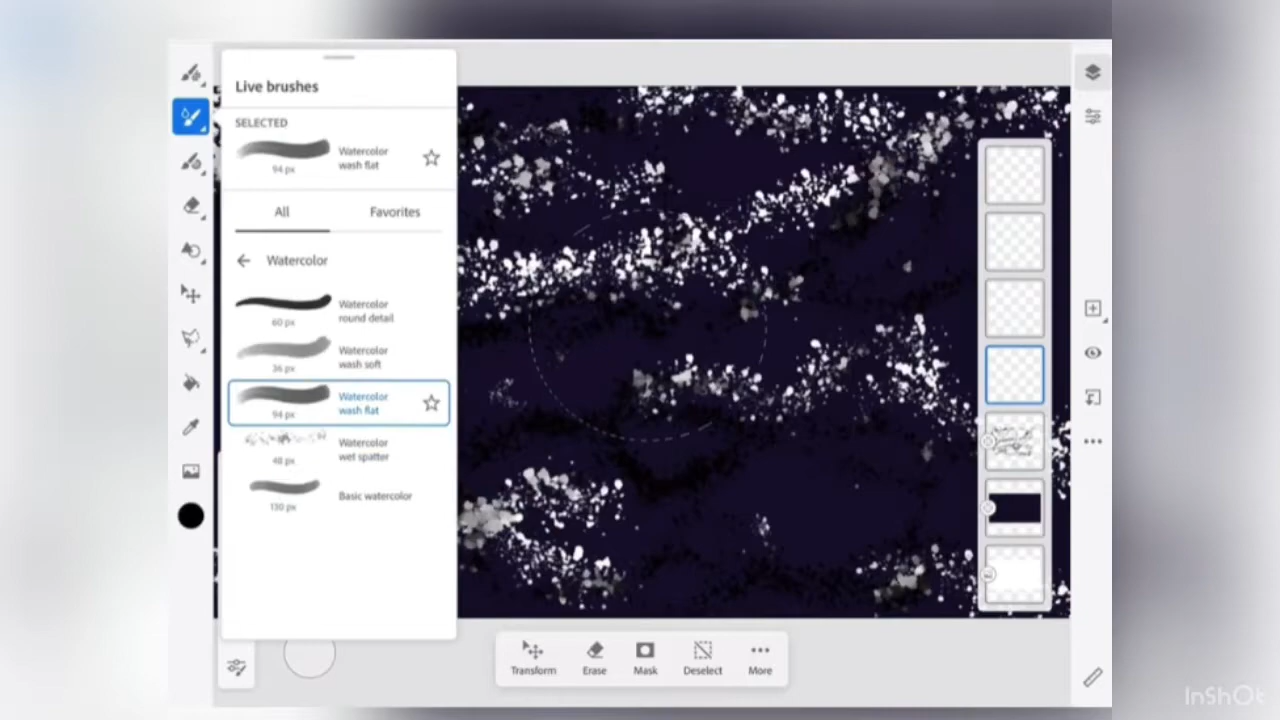 Live brushes
SELECTED
Watercolor
wash flat
94 px
All
Favorites
Watercolor
Watercolor
round detail
60 px
Watercolor
wash soft
36 px
Watercolor
wash flat
94 px
Watercolor
wet spatter
48 px
Basic watercolor
130 px
Transform
Erase
Mask
Deselect
More
InShOt